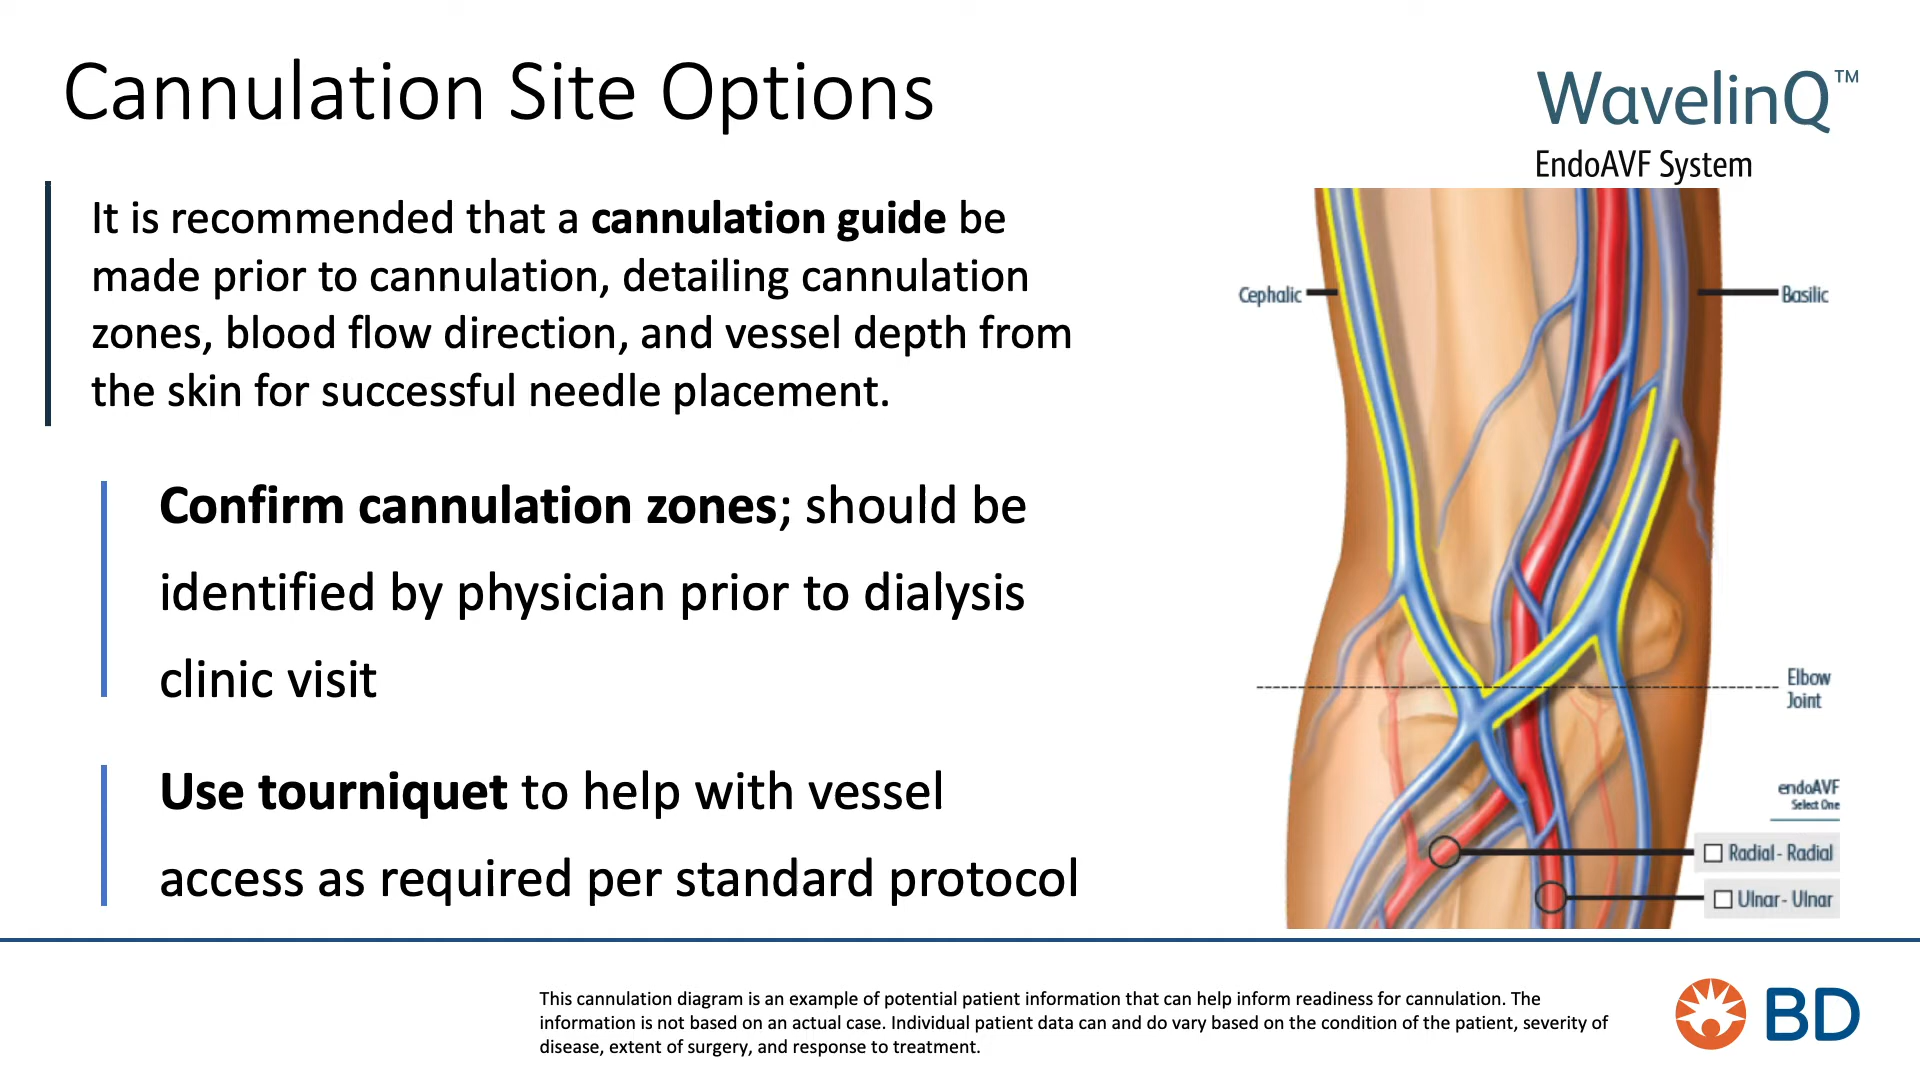 Cannulation Site Options
WavelinQ™
EndoAVF System
It is recommended that a cannulation guide be
made prior to cannulation, detailing cannulation
zones, blood flow direction, and vessel depth from
the skin for successful needle placement.
Confirm cannulation zones; should be
identified by physician prior to dialysis
clinic visit
Use tourniquet to help with vessel
access as required per standard protocol
Cephalic
Basilic
Elbow
Joint
endoAVF
Select One
Radial - Radial
Ulnar - Ulnar
This cannulation diagram is an example of potential patient information that can help inform readiness for cannulation. The
information is not based on an actual case. Individual patient data can and do vary based on the condition of the patient, severity of
disease, extent of surgery, and response to treatment.
BD